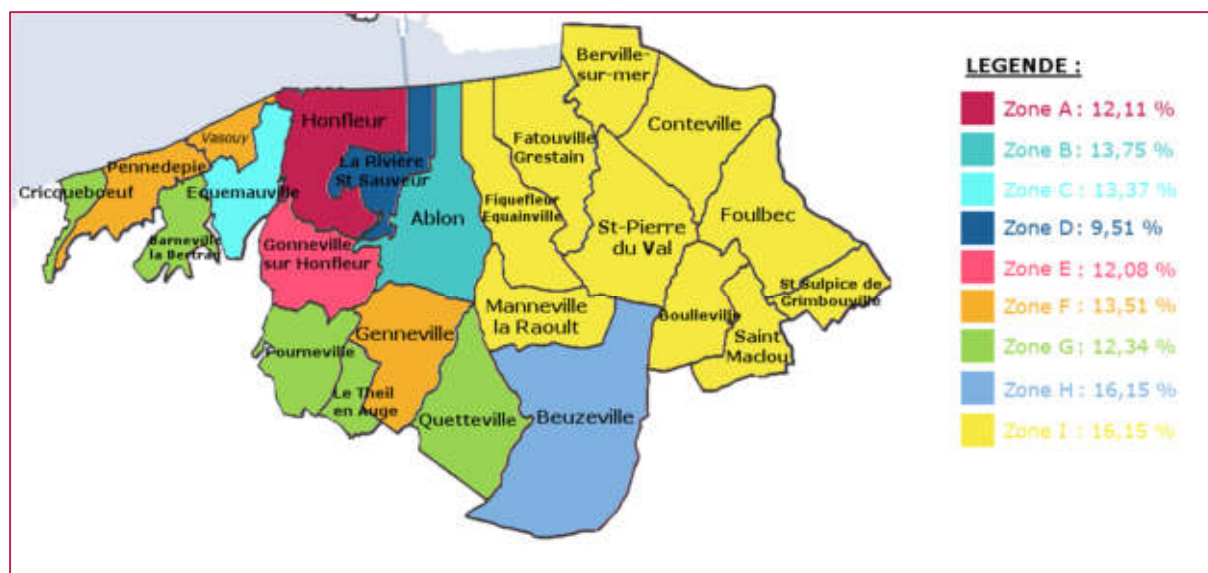 Berville-
sur-mer
Honfleur
Conteville
Vasouy
Fatouville
Grestain
Pennedepie
La Rivière
St Sauveur
Cricqueboeuf
Equemauville
Fiquefleur
Equainville
Foulbec
Ablon
St-Pierre
du Val
Barneville
la Bertran
Gonneville
sur Honfleur
St Sulpice de
Grimbouville
Manneville
la Raoult
Boulleville
Genneville
Saint
Maclou
Fourneville
Le Theil
en Auge
Quetteville
Beuzeville
LEGENDE :
Zone A : 12,11 %
Zone B : 13,75 %
Zone C : 13,37 %
Zone D : 9,51 %
Zone E : 12,08 %
Zone F : 13,51 %
Zone G : 12,34 %
Zone H : 16,15 %
Zone I : 16,15 %